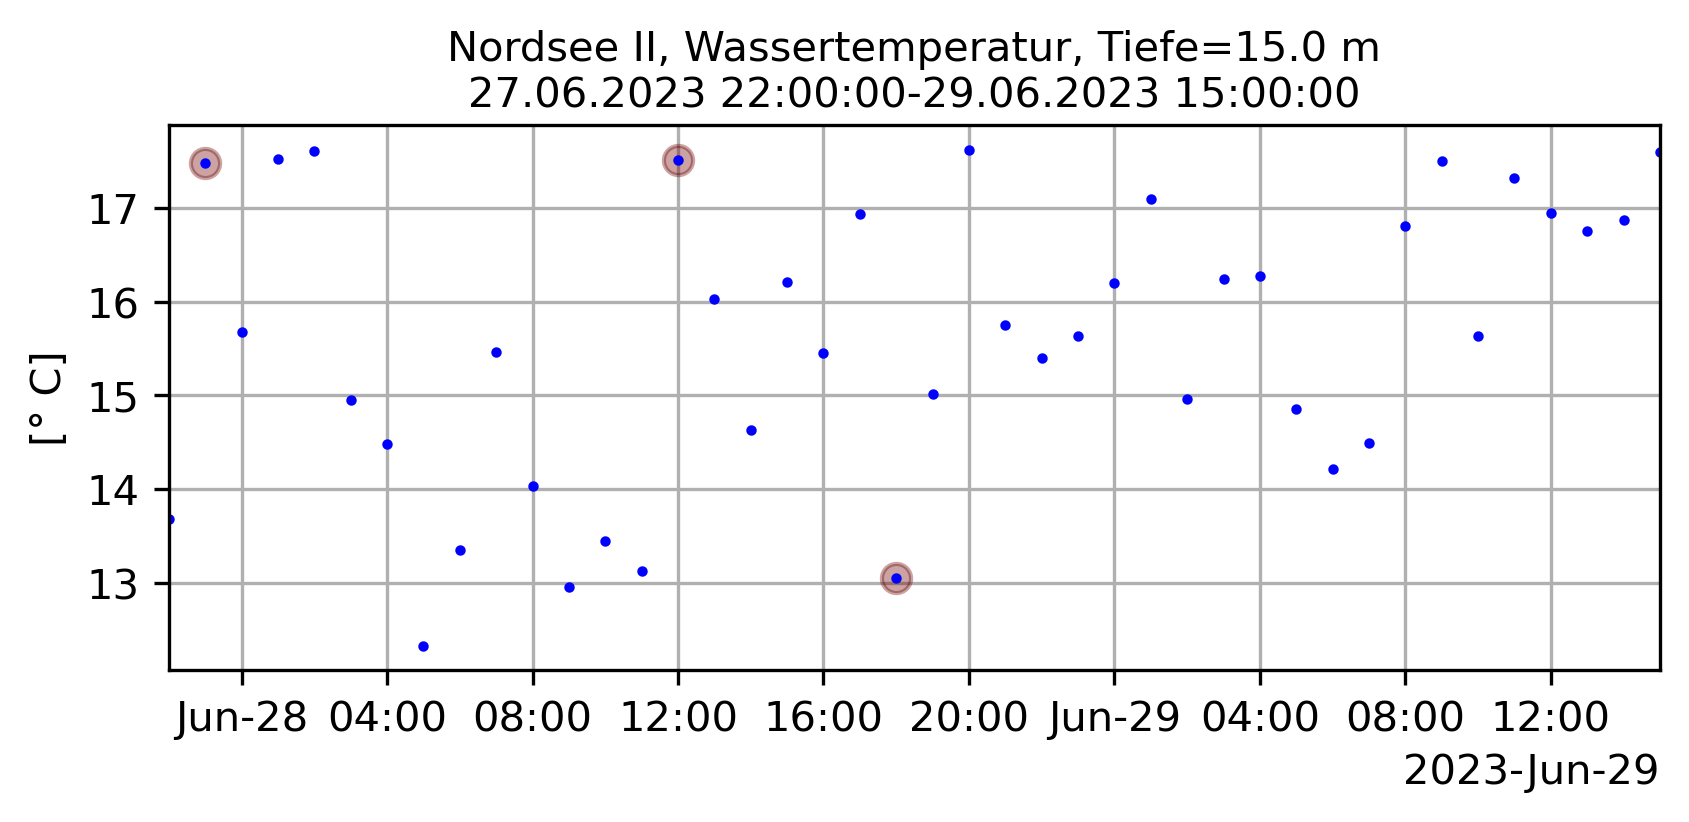 Nordsee II, Wassertemperatur, Tiefe=15.0 m
27.06.2023 22:00:00-29.06.2023 15:00:00
[° C]
17
16
15
14
13
Jun-28 04:00 08:00 12:00 16:00 20:00 Jun-29 04:00 08:00 12:00
2023-Jun-29